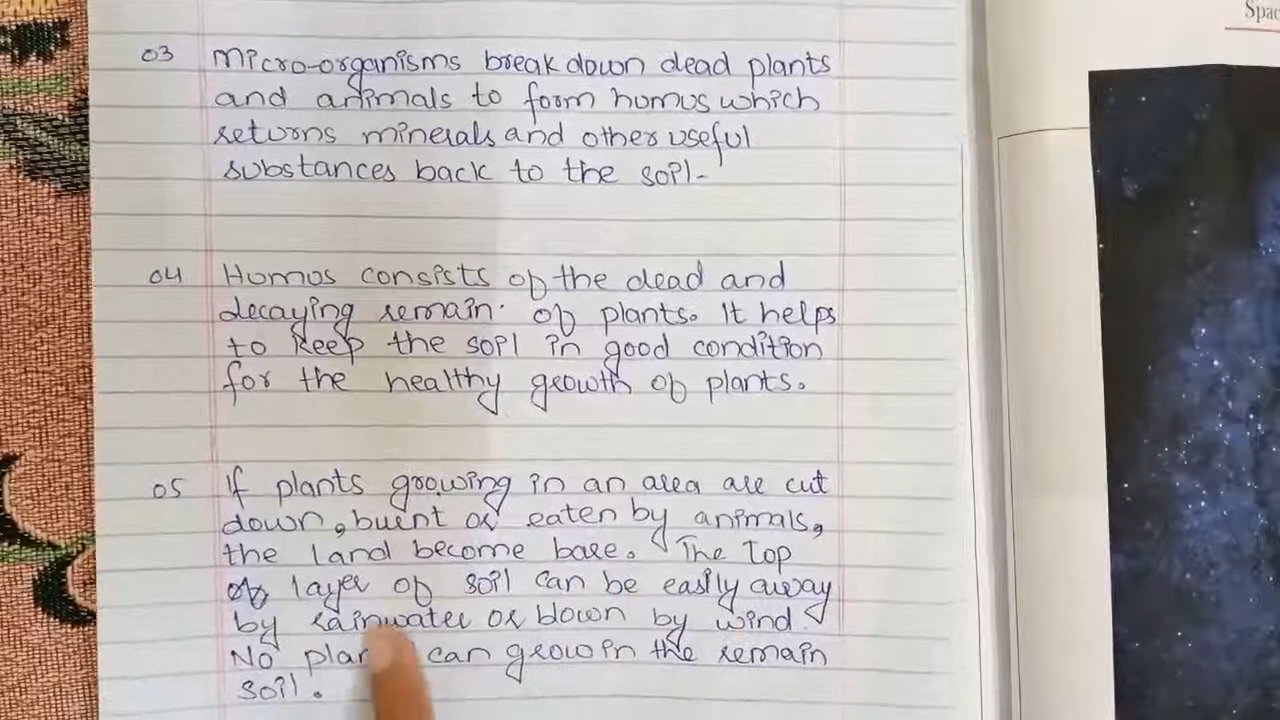 Spac
03 Micro-organisms break down dead plants
and animals to form humus which
returns minerals and other useful
substances back to the soil-
04 Humus consists of the dead and
decaying remain. of plants. It helps
to keep the soil in good condition
for the healthy growth of plants.
05 If plants growing in an area are cut
down, burnt or eaten by animals,
the land become bare. The top
of layer of soil can be easily away
by rainwater or blown by wind
No plan can grow in the remain
soil.